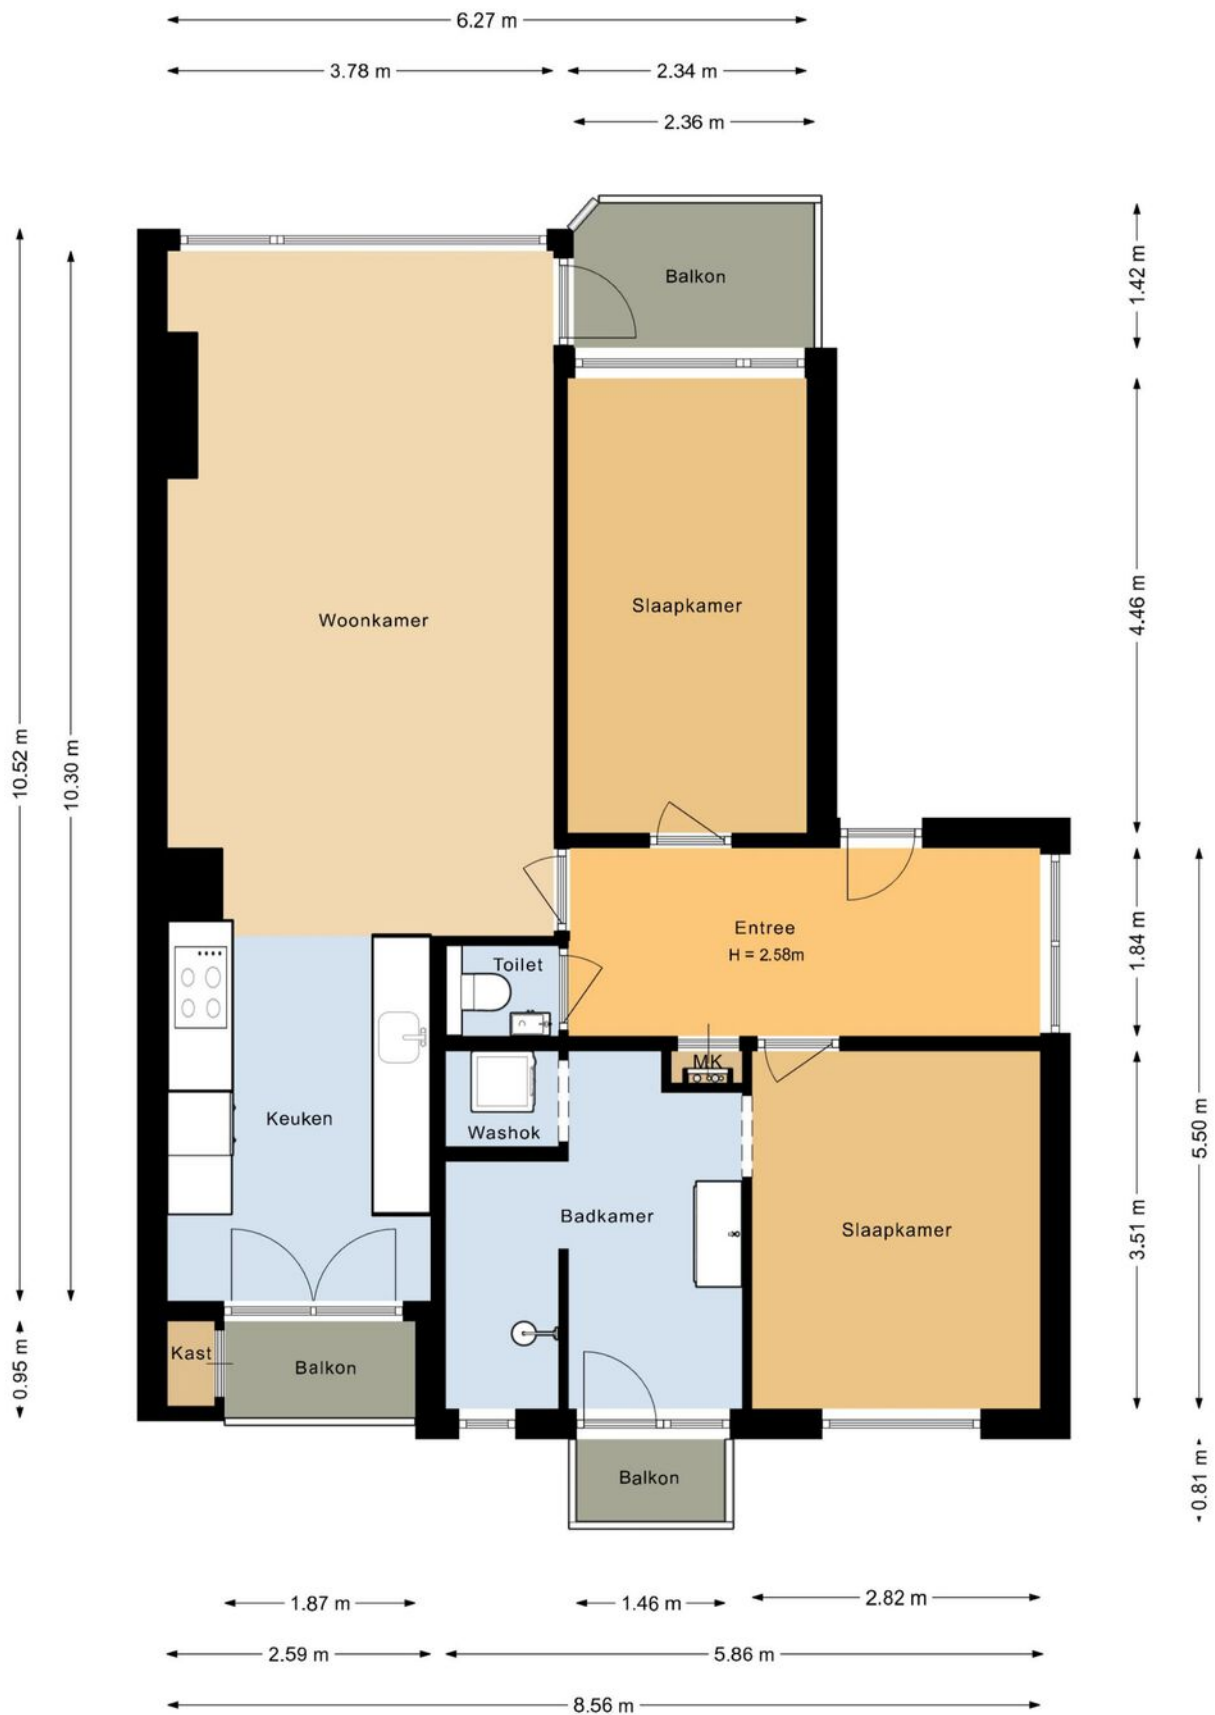 6.27 m
3.78 m
2.34 m
2.36 m
10.52 m
10.30 m
0.95 m
1.42 m
4.46 m
1.84 m
5.50 m
3.51 m
0.81 m
Balkon
Woonkamer
Slaapkamer
Entree
H = 2.58m
Toilet
MK
Keuken
Washok
Badkamer
Slaapkamer
Kast
Balkon
Balkon
1.87 m
1.46 m
2.82 m
2.59 m
5.86 m
8.56 m